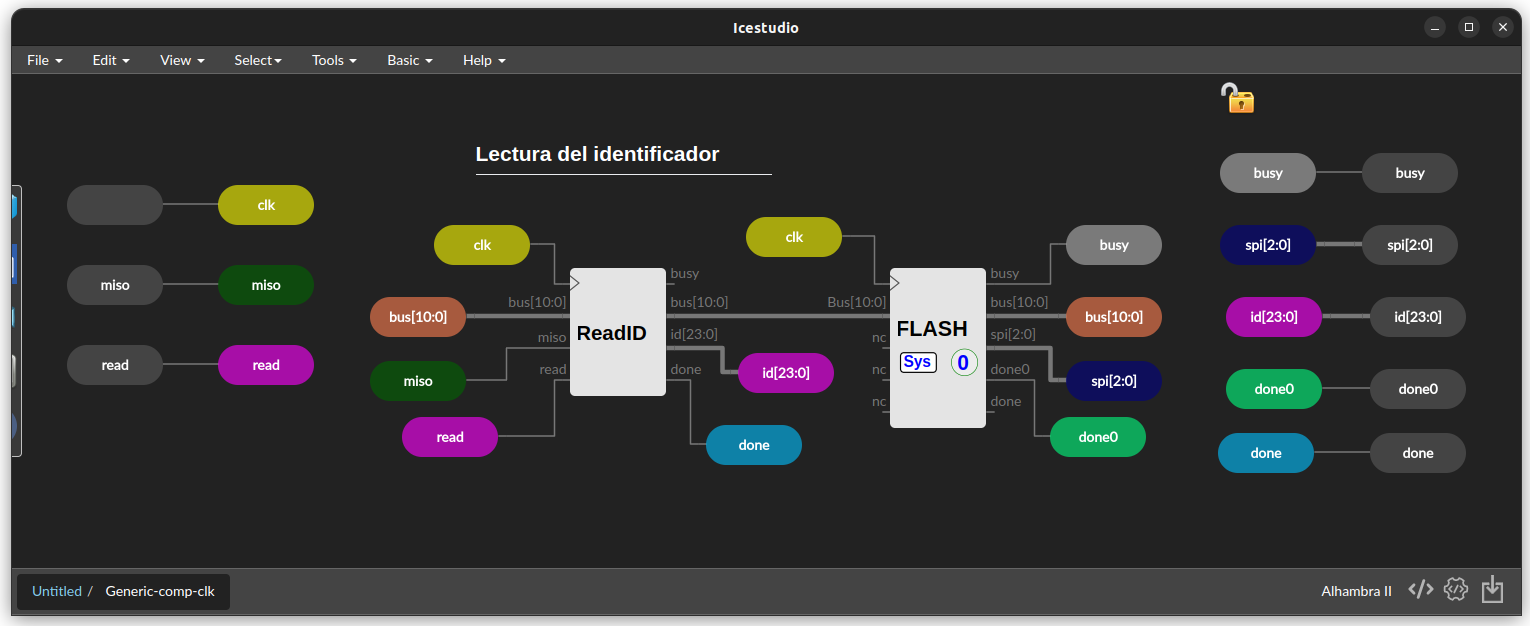 Icestudio
File Edit View Select Tools Basic Help
Lectura del identificador
clk
miso miso
read read
clk
bus[10:0]
miso
read
bus[10:0]
miso
read
ReadID
busy
bus[10:0]
id[23:0]
done
id[23:0]
done
clk
Bus[10:0]
nc
nc
nc
FLASH
Sys 0
busy
bus[10:0]
spi[2:0]
done0
done
busy
bus[10:0]
spi[2:0]
done0
busy busy
spi[2:0] spi[2:0]
id[23:0] id[23:0]
done0 done0
done done
Untitled / Generic-comp-clk
Alhambra II </>